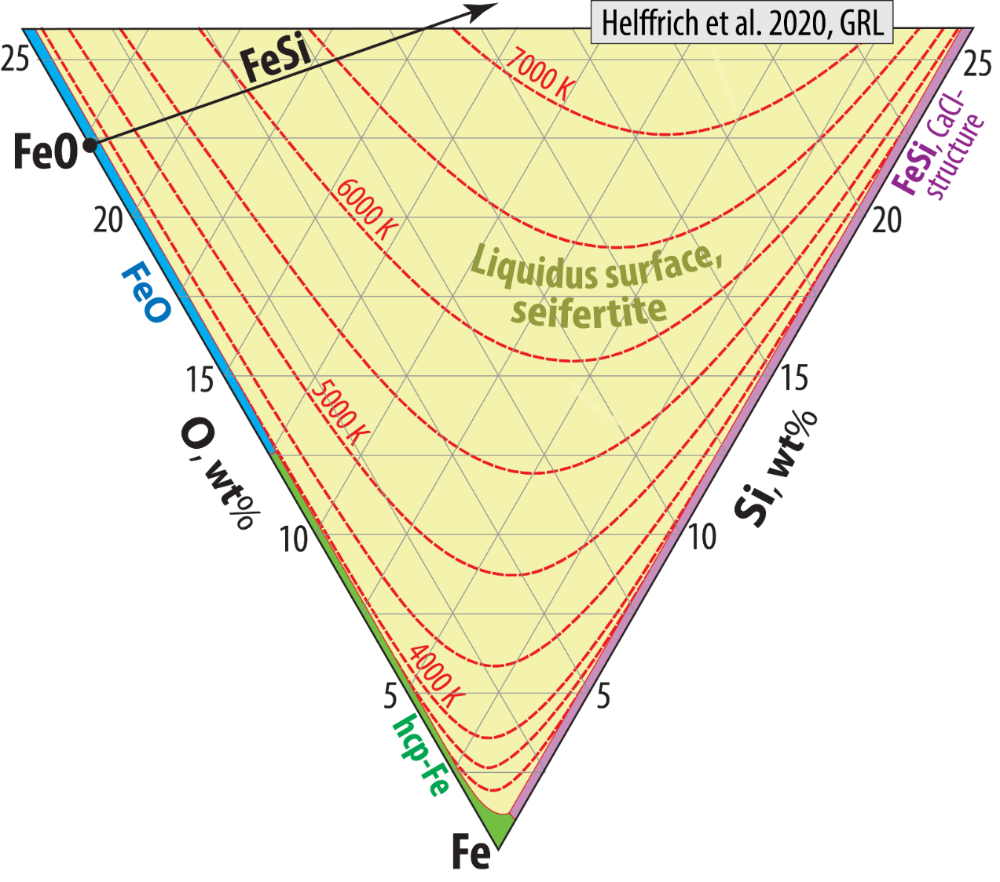 Helffrich et al. 2020, GRL
25
25
FeSi
7000 K
FeO
FeSi, CaCl-
structure
6000 K
20
20
Liquidus surface,
seifertite
FeO
15
15
5000 K
O, wt%
Si, wt%
10
10
4000 K
5
5
hcp-Fe
Fe